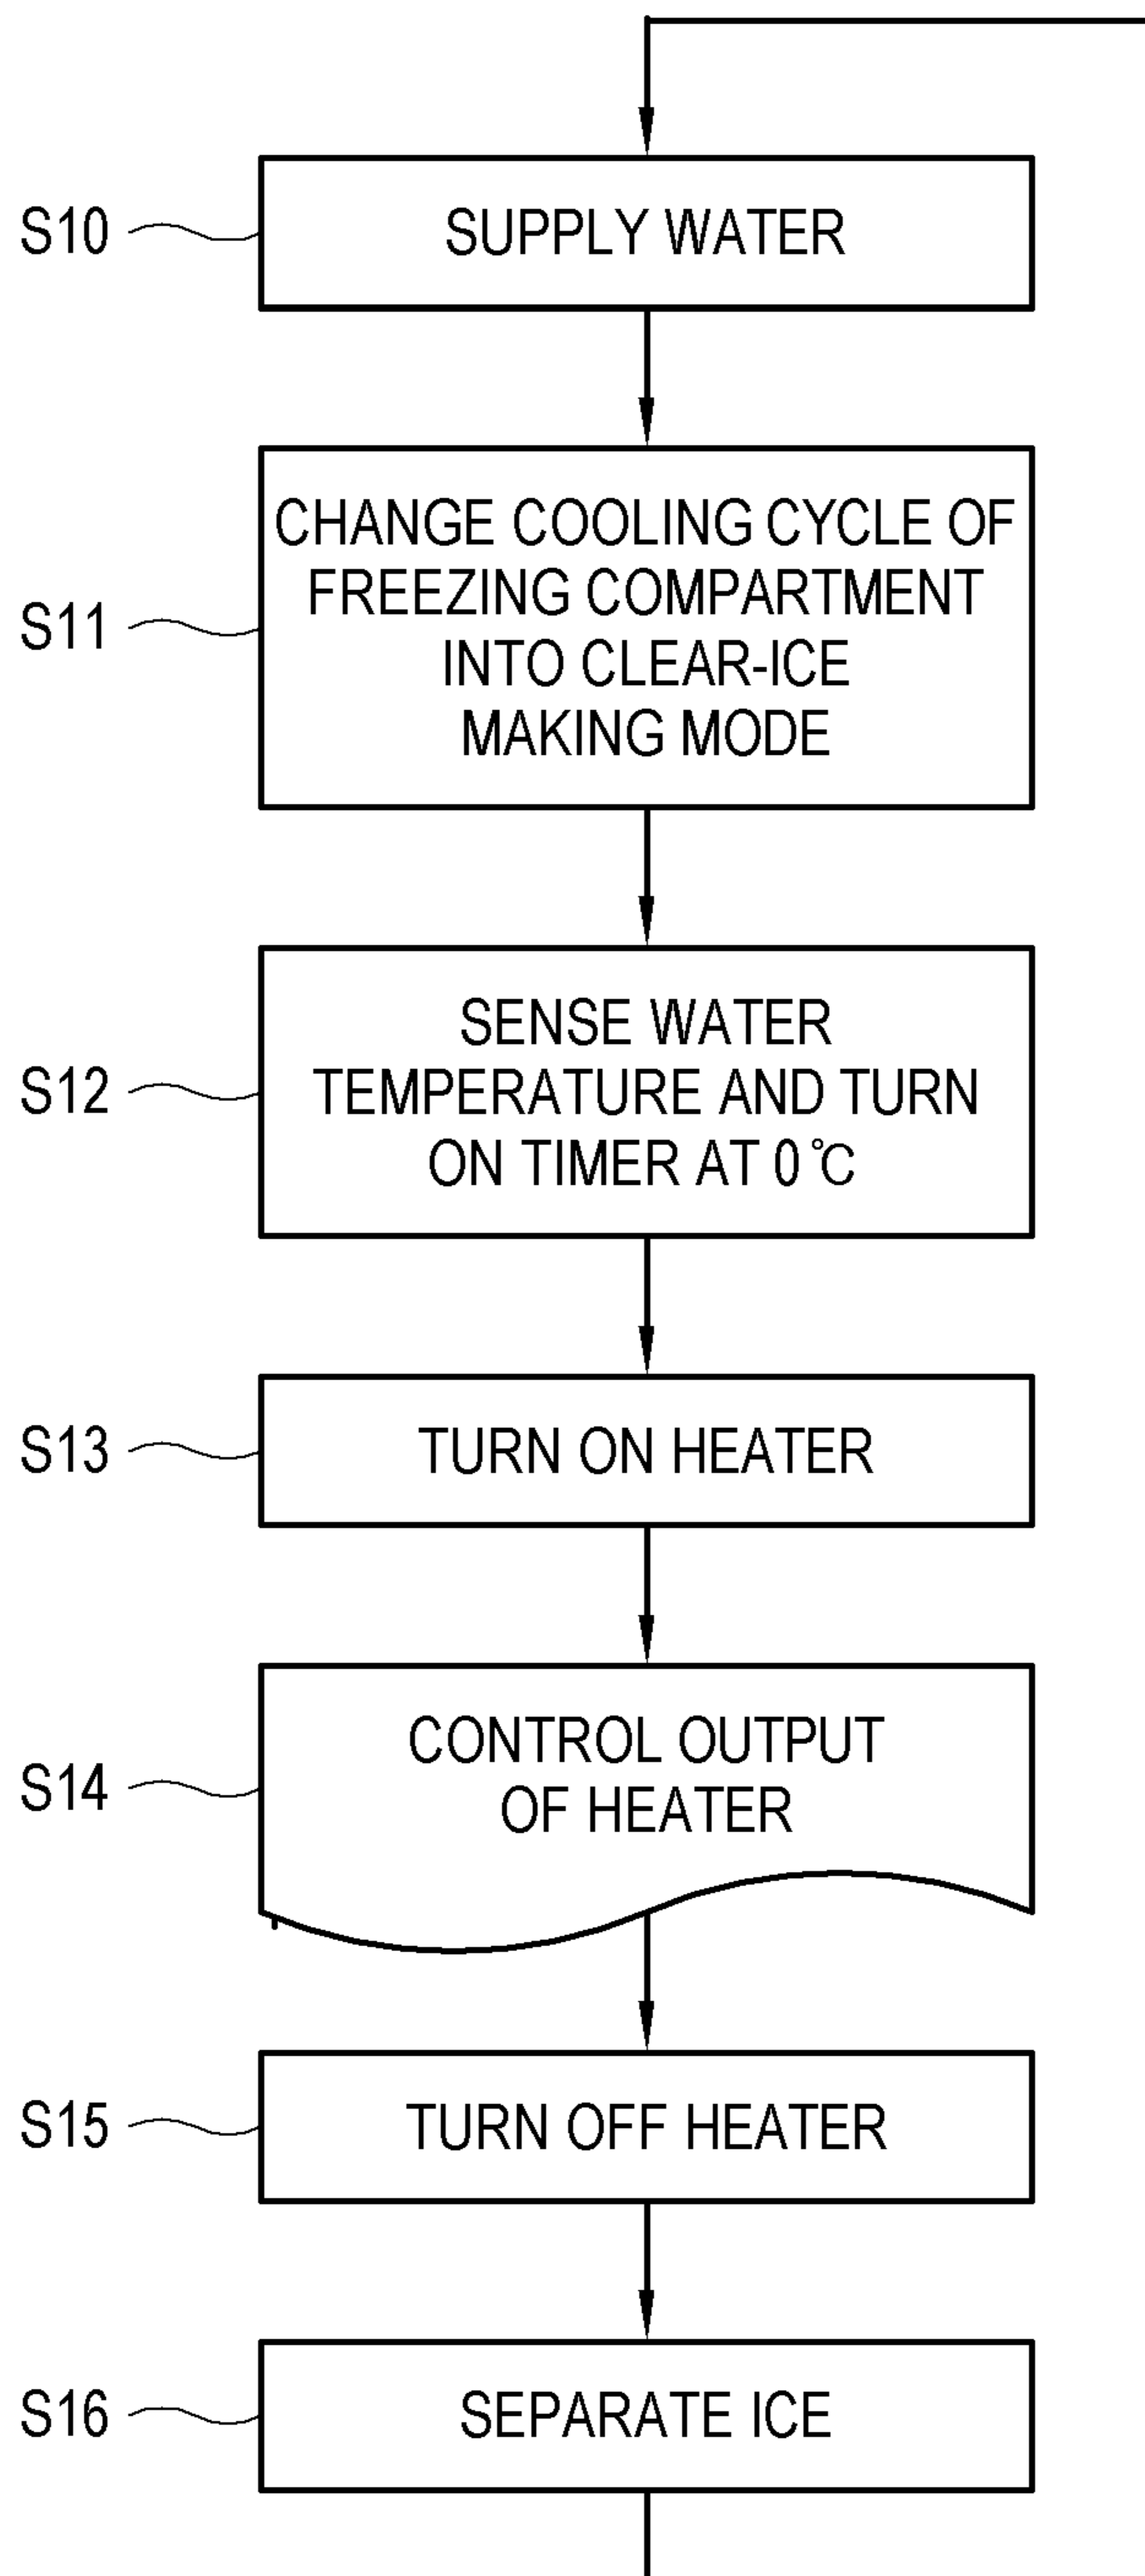 S10
SUPPLY WATER
S11
CHANGE COOLING CYCLE OF
FREEZING COMPARTMENT
INTO CLEAR-ICE
MAKING MODE
S12
SENSE WATER
TEMPERATURE AND TURN
ON TIMER AT 0℃
S13
TURN ON HEATER
S14
CONTROL OUTPUT
OF HEATER
S15
TURN OFF HEATER
S16
SEPARATE ICE